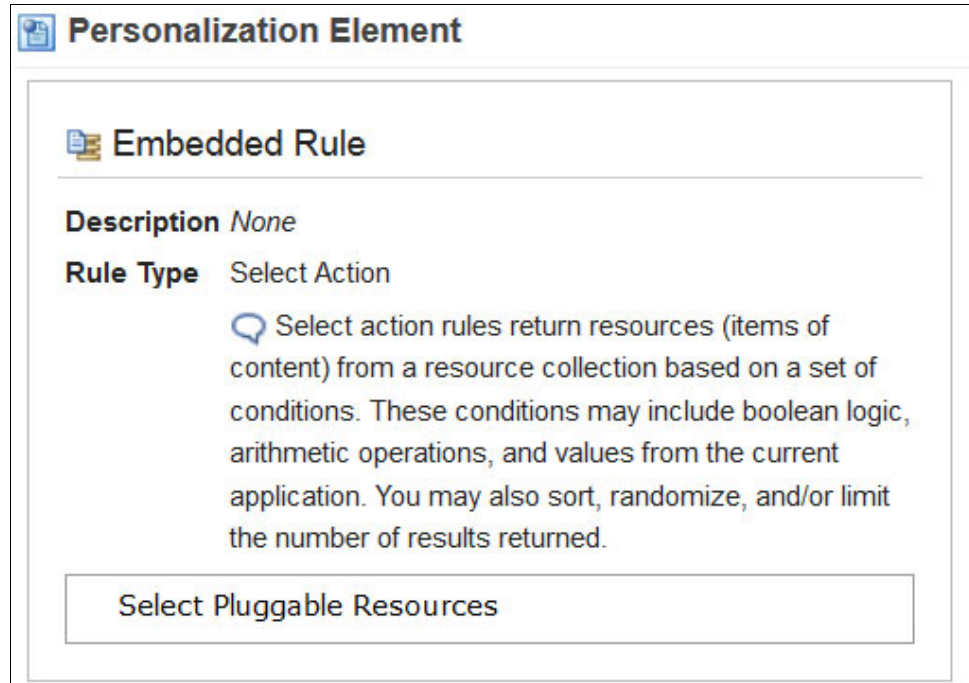 Personalization Element
Embedded Rule
Description None
Rule Type Select Action
Select action rules return resources (items of
content) from a resource collection based on a set of
conditions. These conditions may include boolean logic,
arithmetic operations, and values from the current
application. You may also sort, randomize, and/or limit
the number of results returned.
Select Pluggable Resources